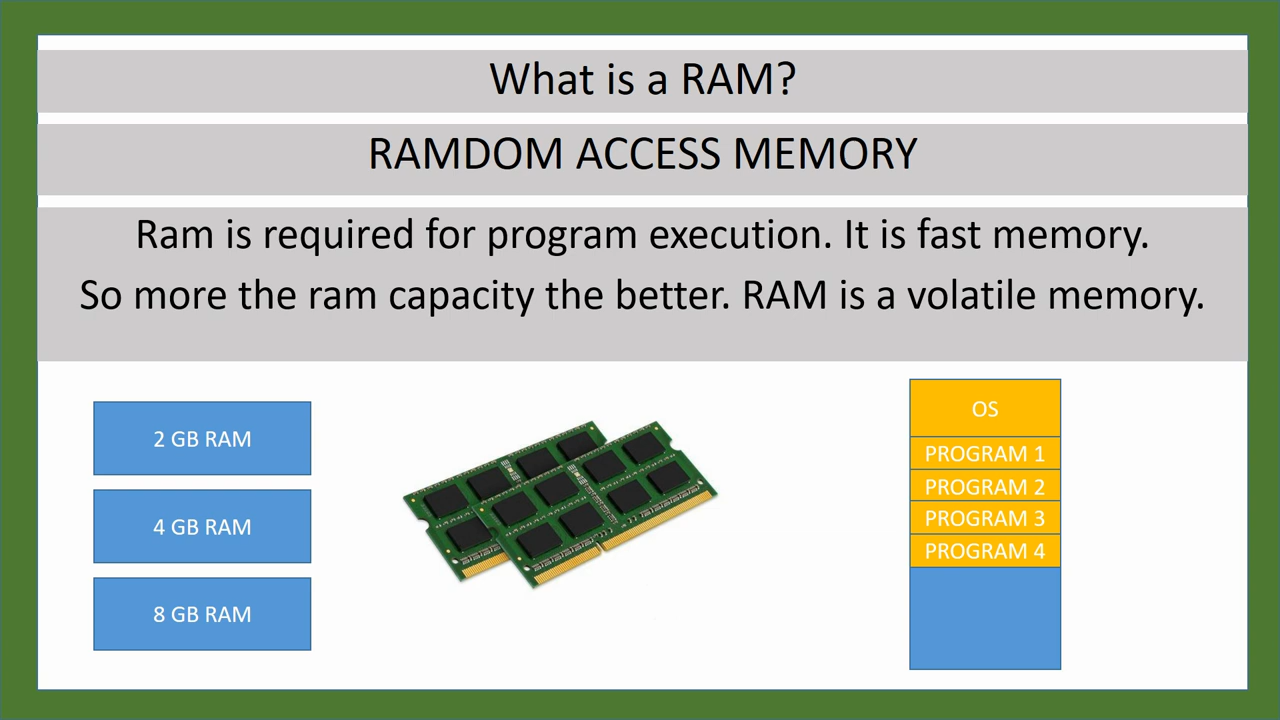 What is a RAM?
RAMDOM ACCESS MEMORY
Ram is required for program execution. It is fast memory.
So more the ram capacity the better. RAM is a volatile memory.
2 GB RAM
4 GB RAM
8 GB RAM
OS
PROGRAM 1
PROGRAM 2
PROGRAM 3
PROGRAM 4